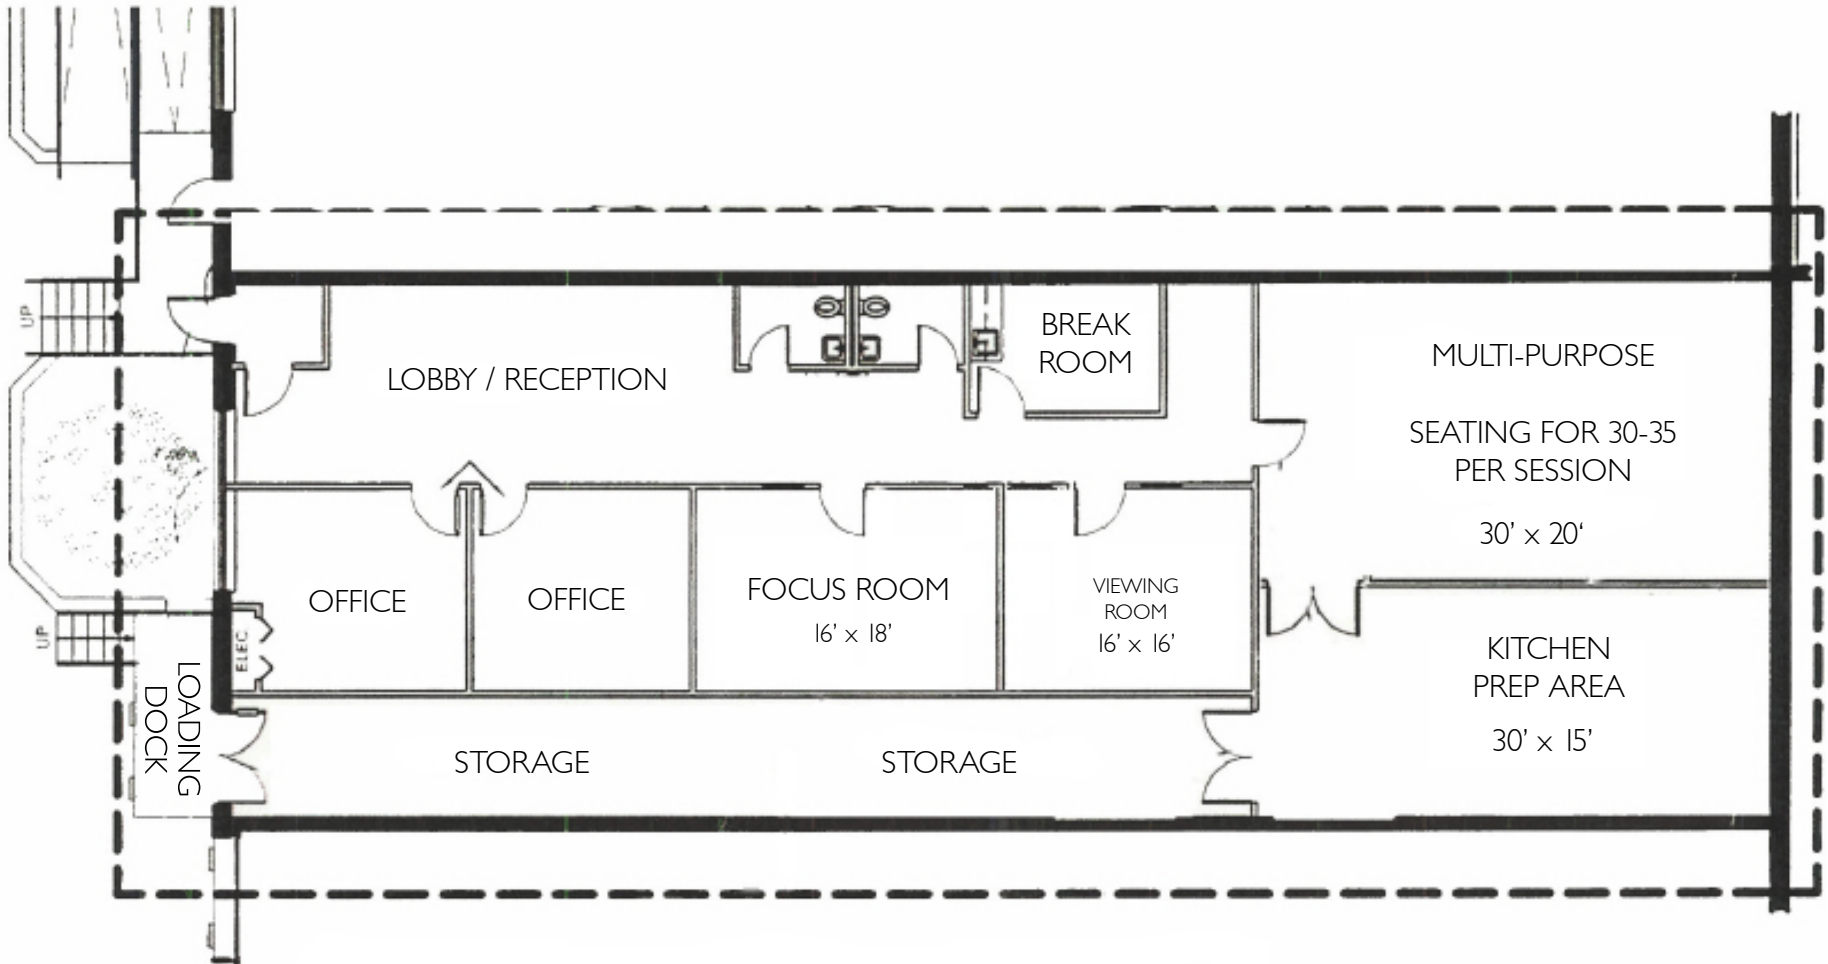 UP
LOBBY / RECEPTION
BREAK
ROOM
MULTI-PURPOSE
SEATING FOR 30-35
PER SESSION
30’ x 20‘
OFFICE
OFFICE
FOCUS ROOM
16’ x 18’
VIEWING
ROOM
16’ x 16’
UP
ELEC
KITCHEN
PREP AREA
30’ x 15’
LOADING
DOCK
STORAGE
STORAGE